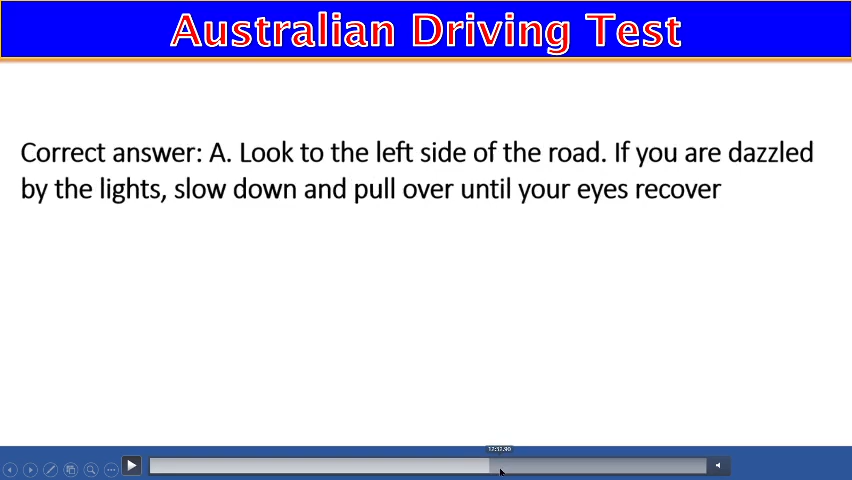 Australian Driving Test
Correct answer: A. Look to the left side of the road. If you are dazzled
by the lights, slow down and pull over until your eyes recover